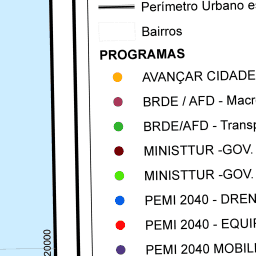 Perímetro Urbano
Bairros
PROGRAMAS
AVANÇAR CIDADE
BRDE / AFD - Macr
BRDE/AFD - Transp
MINISTTUR -GOV.
MINISTTUR -GOV.
PEMI 2040 - DREN
PEMI 2040 - EQUIP
PEMI 2040 MOBILI
20000